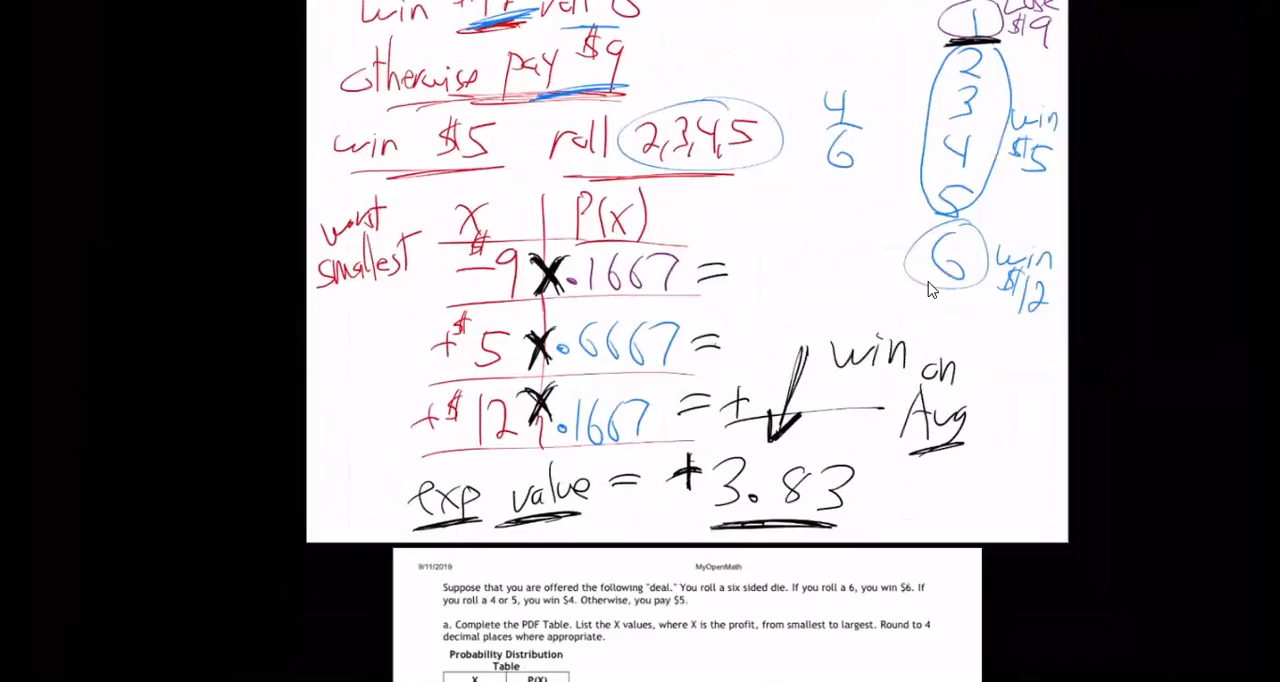 win roll 6
otherwise pay $9
win $5 roll 2,3,4,5
4
6
worst
smallest
X P(X)
$
-9 X .1667 =
+$5 X .6667 =
+$12 X .1667 = +
win on
Avg
exp value = +3.83
1
2
3
4
5
6
$9
win
$5
win
$12
9/11/2019 MyOpenMath
Suppose that you are offered the following "deal." You roll a six sided die. If you roll a 6, you win $6. If
you roll a 4 or 5, you win $4. Otherwise, you pay $5.
a. Complete the PDF Table. List the X values, where X is the profit, from smallest to largest. Round to 4
decimal places where appropriate.
Probability Distribution
Table
X P(X)